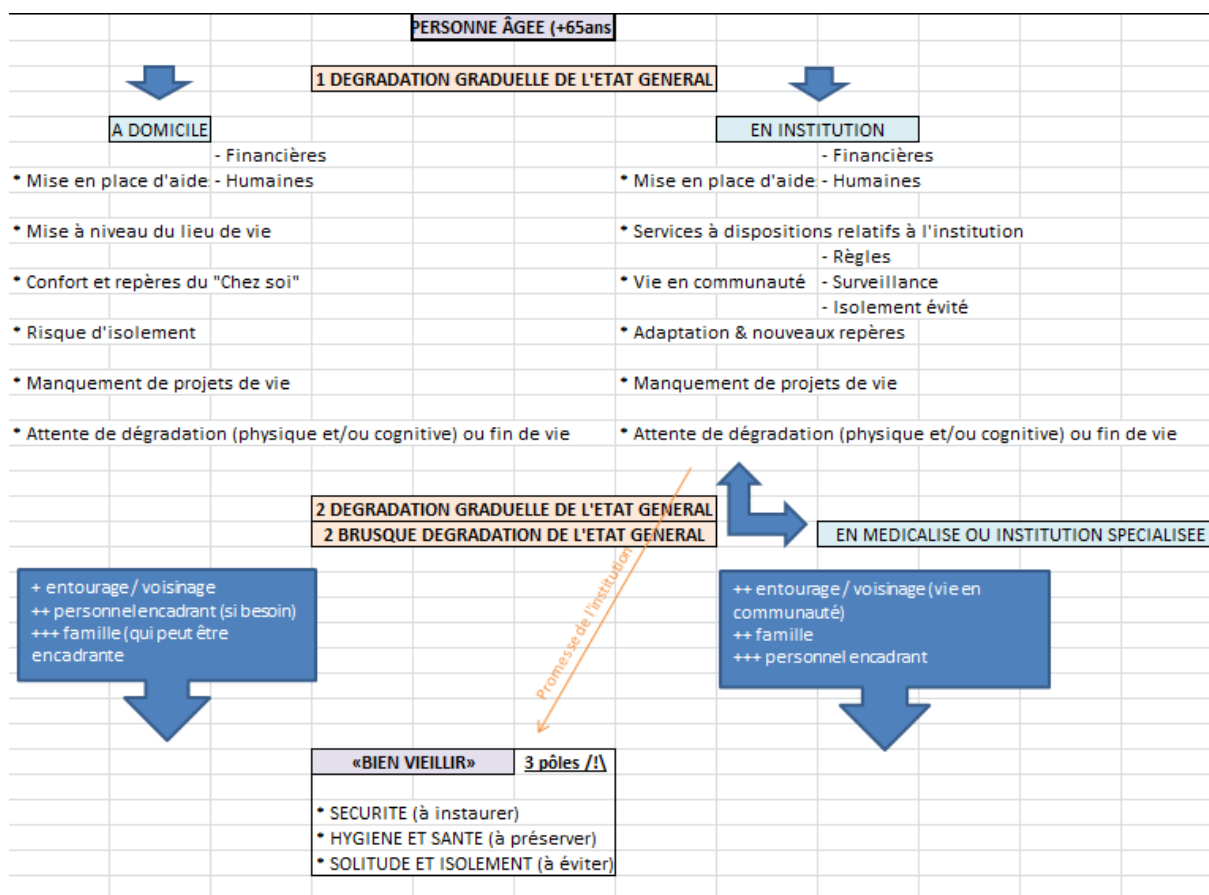 PERSONNE ÂGEE (+65ans
1 DEGRADATION GRADUELLE DE L'ETAT GENERAL
A DOMICILE
- Financières
* Mise en place d'aide
- Humaines
* Mise à niveau du lieu de vie
* Confort et repères du "Chez soi"
* Risque d'isolement
* Manquement de projets de vie
* Attente de dégradation (physique et/ou cognitive) ou fin de vie
EN INSTITUTION
- Financières
* Mise en place d'aide
- Humaines
* Services à dispositions relatifs à l'institution
- Règles
* Vie en communauté
- Surveillance
- Isolement évité
* Adaptation & nouveaux repères
* Manquement de projets de vie
* Attente de dégradation (physique et/ou cognitive) ou fin de vie
2 DEGRADATION GRADUELLE DE L'ETAT GENERAL
2 BRUSQUE DEGRADATION DE L'ETAT GENERAL
EN MEDICALISE OU INSTITUTION SPECIALISEE
+ entourage / voisinage
++ personnel encadrant (si besoin)
+++ famille (qui peut être
encadrante
Promesse de l'institution
++ entourage / voisinage (vie en
communauté)
++ famille
+++ personnel encadrant
«BIEN VIEILLIR»
3 pôles /!\
* SECURITE (à instaurer)
* HYGIENE ET SANTE (à préserver)
* SOLITUDE ET ISOLEMENT (à éviter)